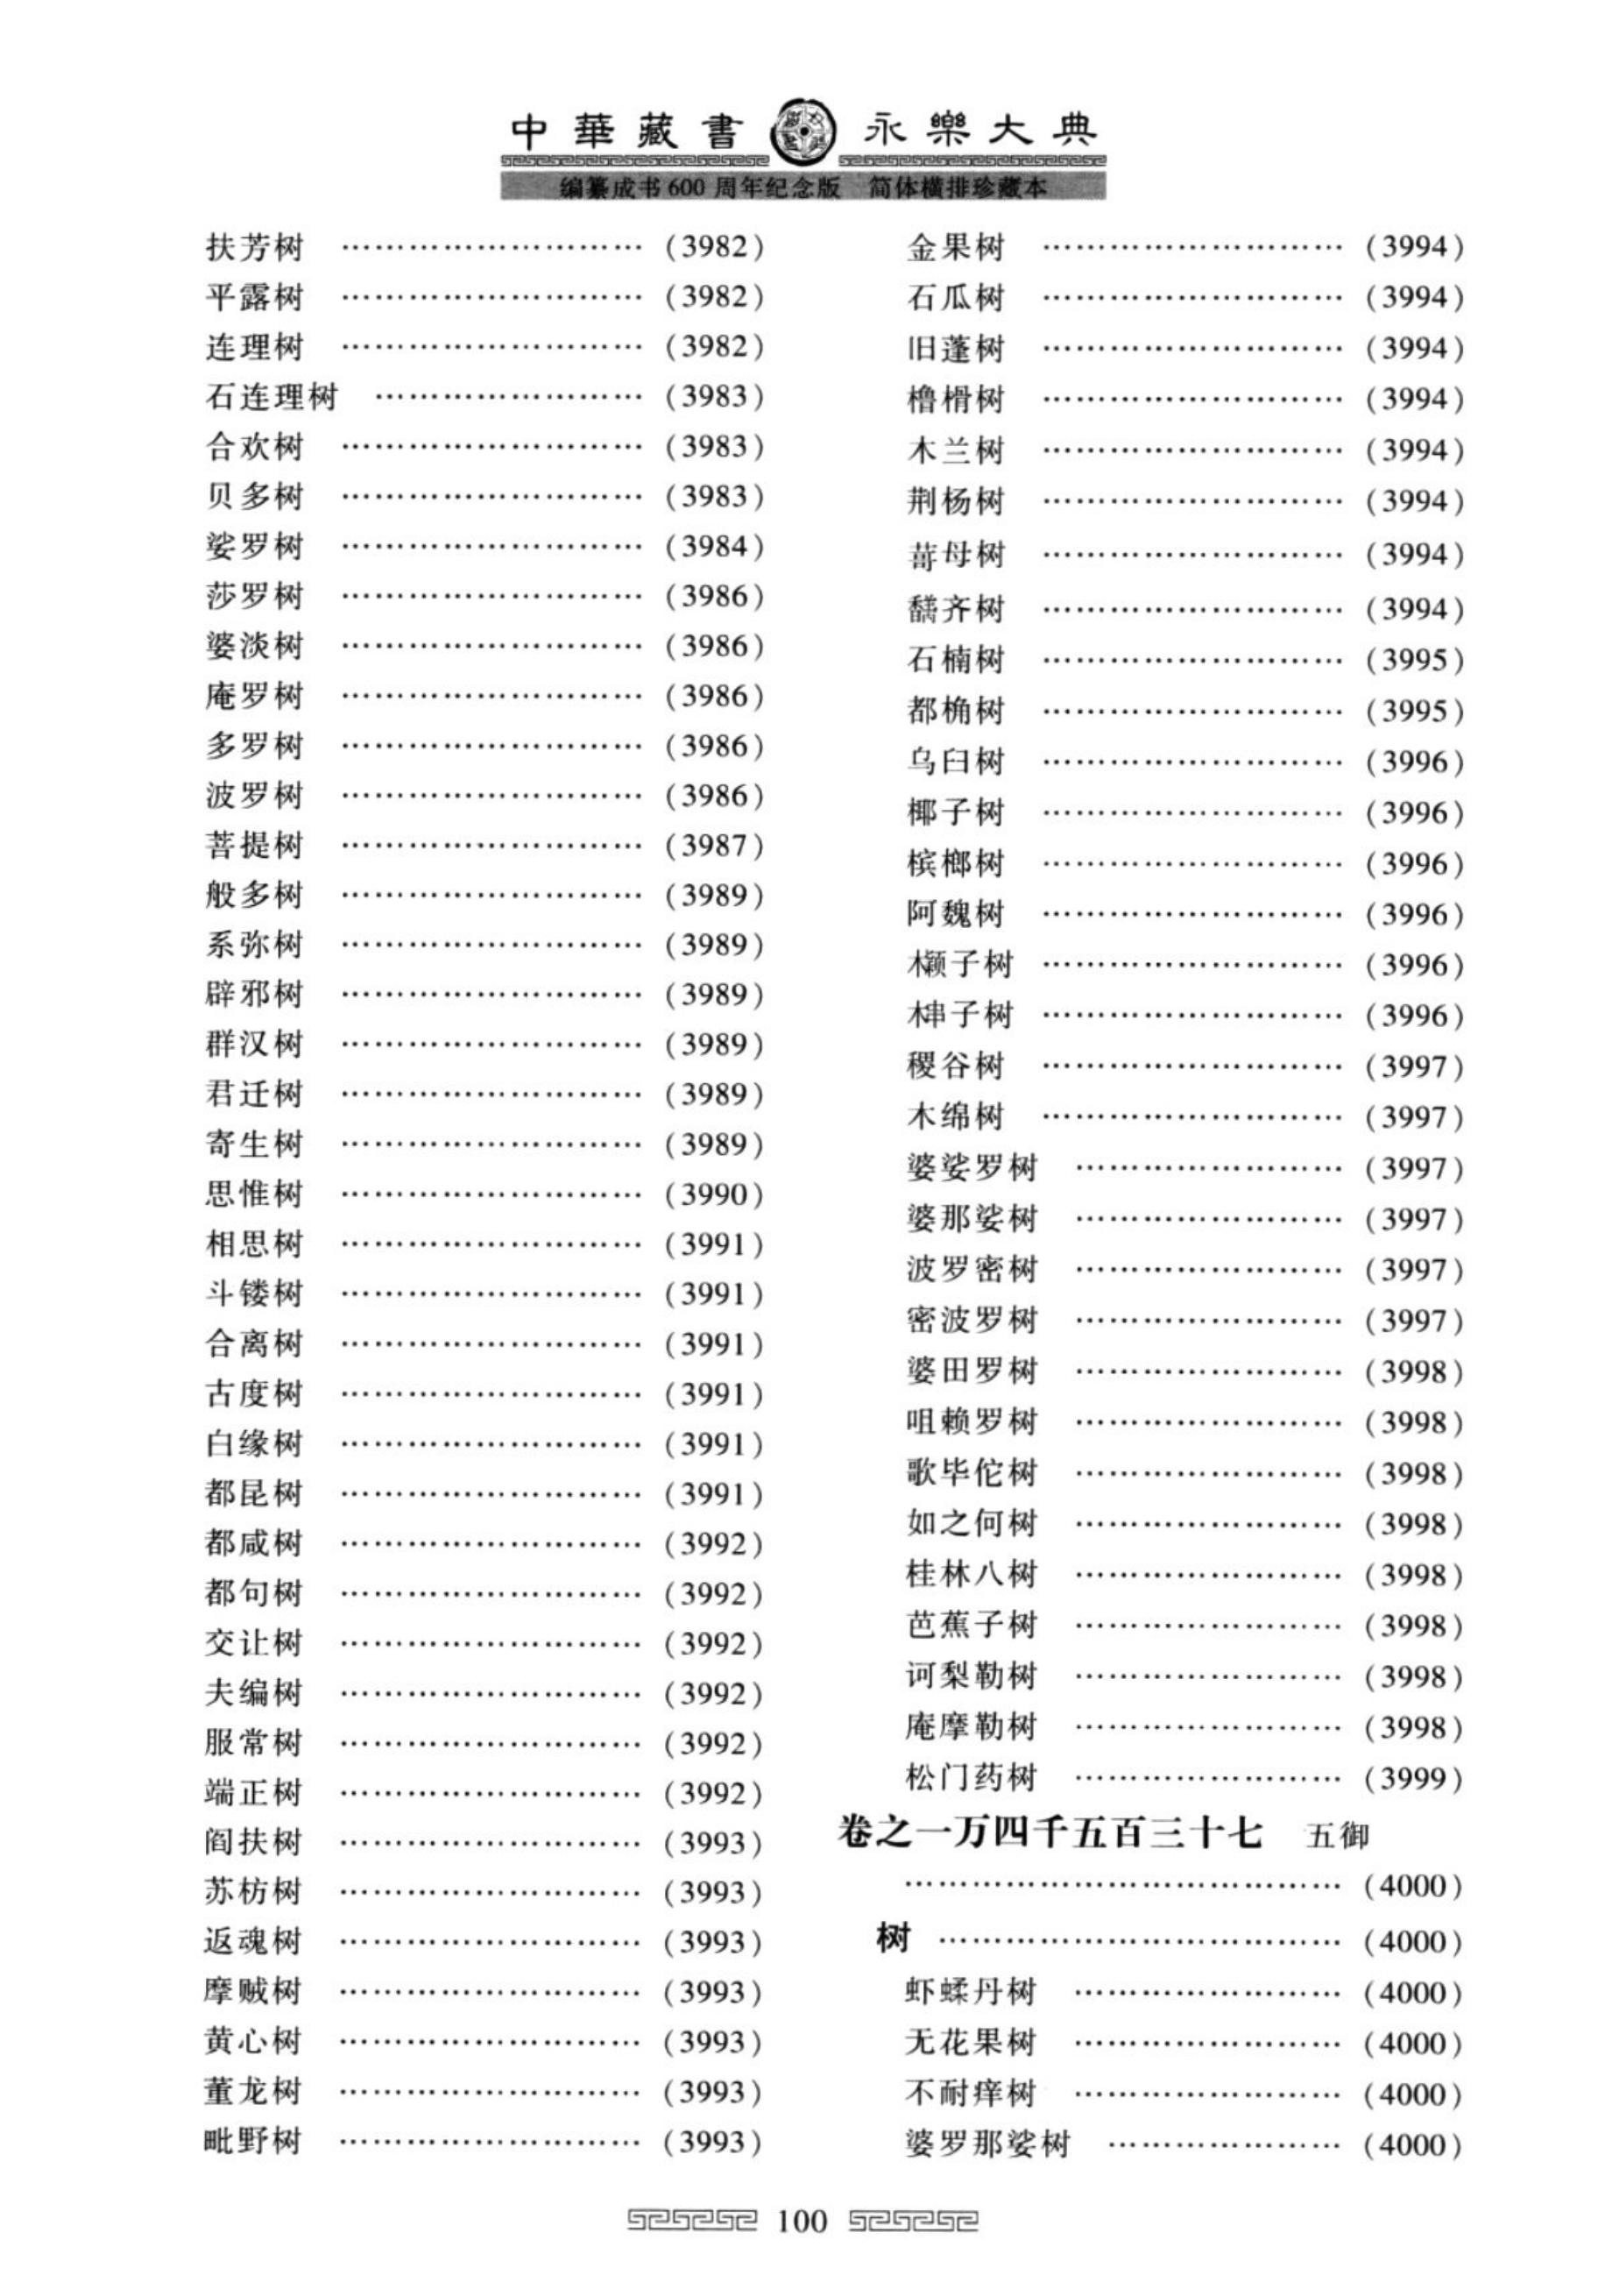 中華藏書 永樂大典
编纂成书600周年纪念版 简体横排珍藏本
扶芳树 ……………………… (3982)
平露树 ……………………… (3982)
连理树 ……………………… (3982)
石连理树 …………………… (3983)
合欢树 ……………………… (3983)
贝多树 ……………………… (3983)
娑罗树 ……………………… (3984)
莎罗树 ……………………… (3986)
婆淡树 ……………………… (3986)
庵罗树 ……………………… (3986)
多罗树 ……………………… (3986)
波罗树 ……………………… (3986)
菩提树 ……………………… (3987)
般多树 ……………………… (3989)
系弥树 ……………………… (3989)
辟邪树 ……………………… (3989)
群汉树 ……………………… (3989)
君迁树 ……………………… (3989)
寄生树 ……………………… (3989)
思惟树 ……………………… (3990)
相思树 ……………………… (3991)
斗镂树 ……………………… (3991)
合离树 ……………………… (3991)
古度树 ……………………… (3991)
白缘树 ……………………… (3991)
都昆树 ……………………… (3991)
都咸树 ……………………… (3992)
都句树 ……………………… (3992)
交让树 ……………………… (3992)
夫编树 ……………………… (3992)
服常树 ……………………… (3992)
端正树 ……………………… (3992)
阎扶树 ……………………… (3993)
苏枋树 ……………………… (3993)
返魂树 ……………………… (3993)
摩贼树 ……………………… (3993)
黄心树 ……………………… (3993)
董龙树 ……………………… (3993)
毗野树 ……………………… (3993)
金果树 ……………………… (3994)
石瓜树 ……………………… (3994)
旧蓬树 ……………………… (3994)
橹榾树 ……………………… (3994)
木兰树 ……………………… (3994)
荆杨树 ……………………… (3994)
母树 ……………………… (3994)
齐树 ……………………… (3994)
石楠树 ……………………… (3995)
都桷树 ……………………… (3995)
乌臼树 ……………………… (3996)
椰子树 ……………………… (3996)
槟榔树 ……………………… (3996)
阿魏树 ……………………… (3996)
子树 ……………………… (3996)
子树 ……………………… (3996)
稷谷树 ……………………… (3997)
木绵树 ……………………… (3997)
婆娑罗树 …………………… (3997)
婆那娑树 …………………… (3997)
波罗密树 …………………… (3997)
密波罗树 …………………… (3997)
婆田罗树 …………………… (3998)
咀赖罗树 …………………… (3998)
歌毕佗树 …………………… (3998)
如之何树 …………………… (3998)
桂林八树 …………………… (3998)
芭蕉子树 …………………… (3998)
诃梨勒树 …………………… (3998)
庵摩勒树 …………………… (3998)
松门药树 …………………… (3999)
卷之一万四千五百三十七 五御
………………………………… (4000)
树 ……………………………… (4000)
虾蟆丹树 …………………… (4000)
无花果树 …………………… (4000)
不耐痒树 …………………… (4000)
婆罗那娑树 ………………… (4000)
100